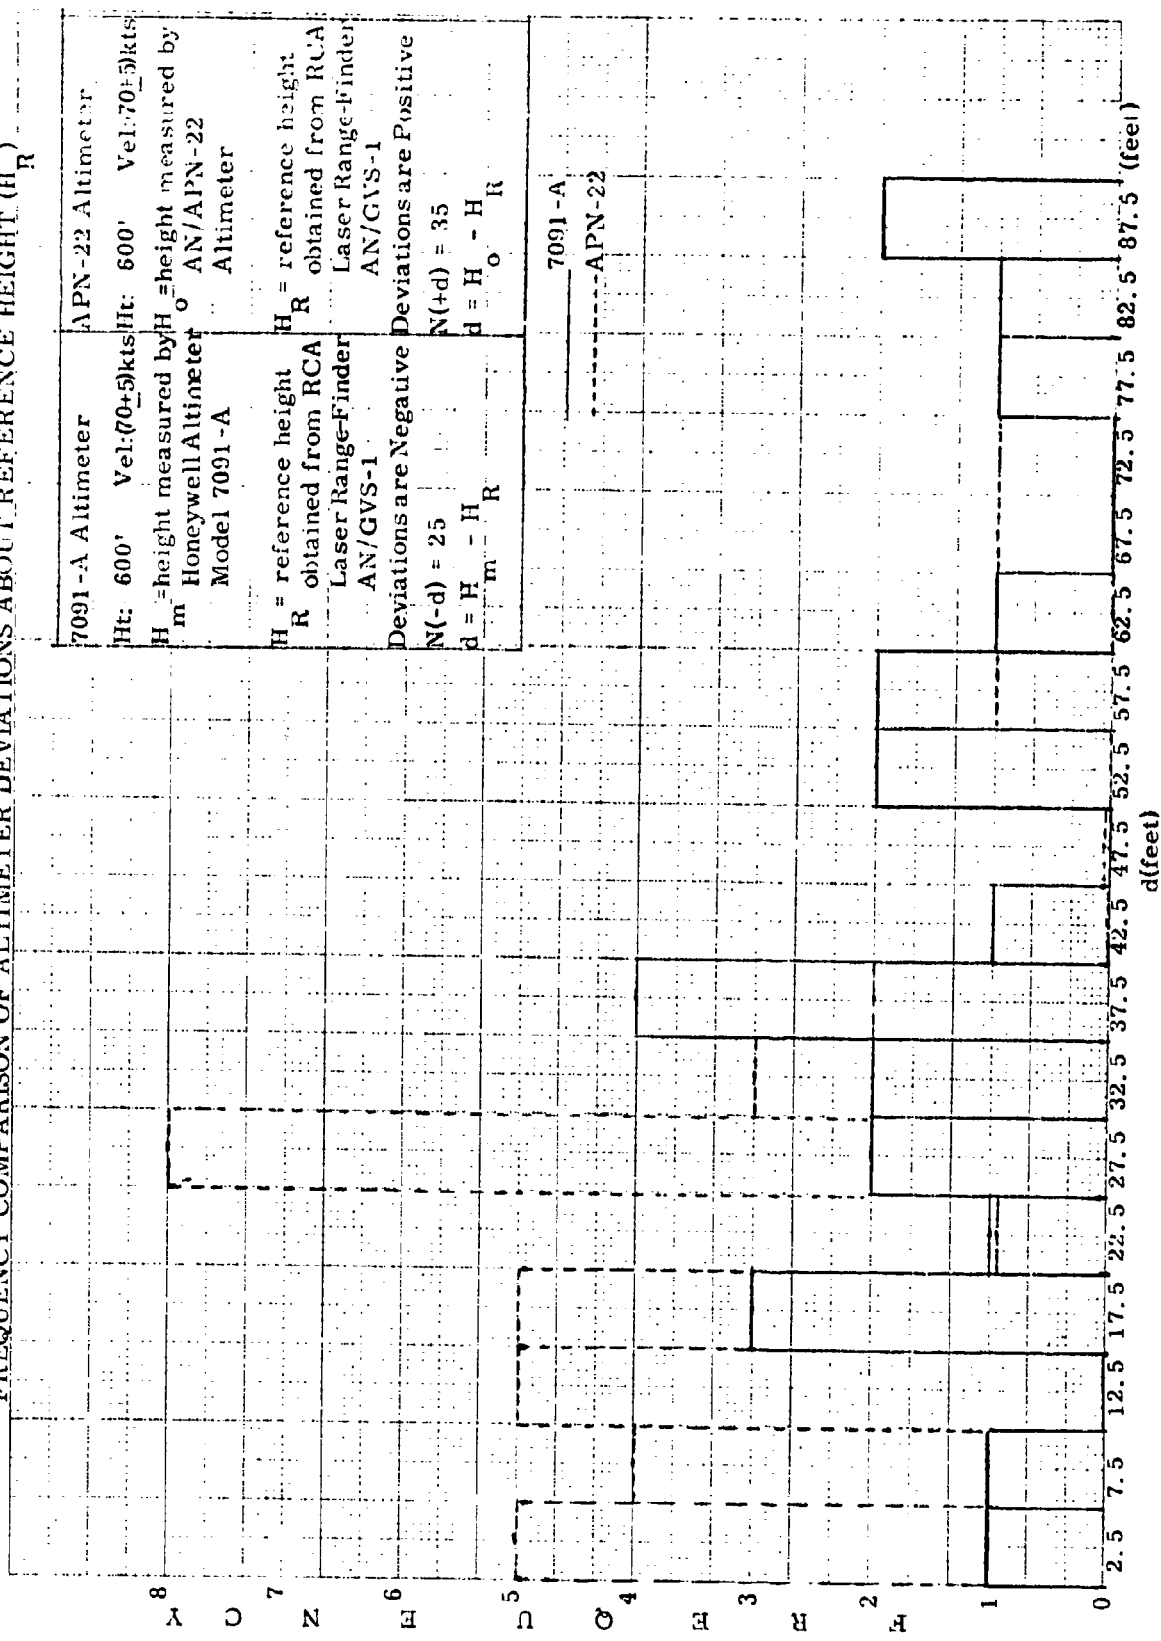 FREQUENCY COMPARISON OF ALTIMETER DEVIATIONS ABOUT REFERENCE HEIGHT (H_R)
7091-A Altimeter
Ht: 600' Vel:(70±5)kts
H_m =height measured by
Honeywell Altimeter
Model 7091-A
H_R = reference height
obtained from RCA
Laser Range-Finder
AN/GVS-1
Deviations are Negative
N(-d) = 25
d = H_m - H_R
APN-22 Altimeter
Ht: 600' Vel:(70±5)kts
H_o =height measured by
AN/APN-22
Altimeter
H_R = reference height
obtained from RCA
Laser Range-Finder
AN/GVS-1
Deviations are Positive
N(+d) = 35
d = H_o - H_R
7091-A
APN-22
FREQUENCY
8
7
6
5
4
3
2
1
0
2.5 7.5 12.5 17.5 22.5 27.5 32.5 37.5 42.5 47.5 52.5 57.5 62.5 67.5 72.5 77.5 82.5 87.5 (feet)
d(feet)